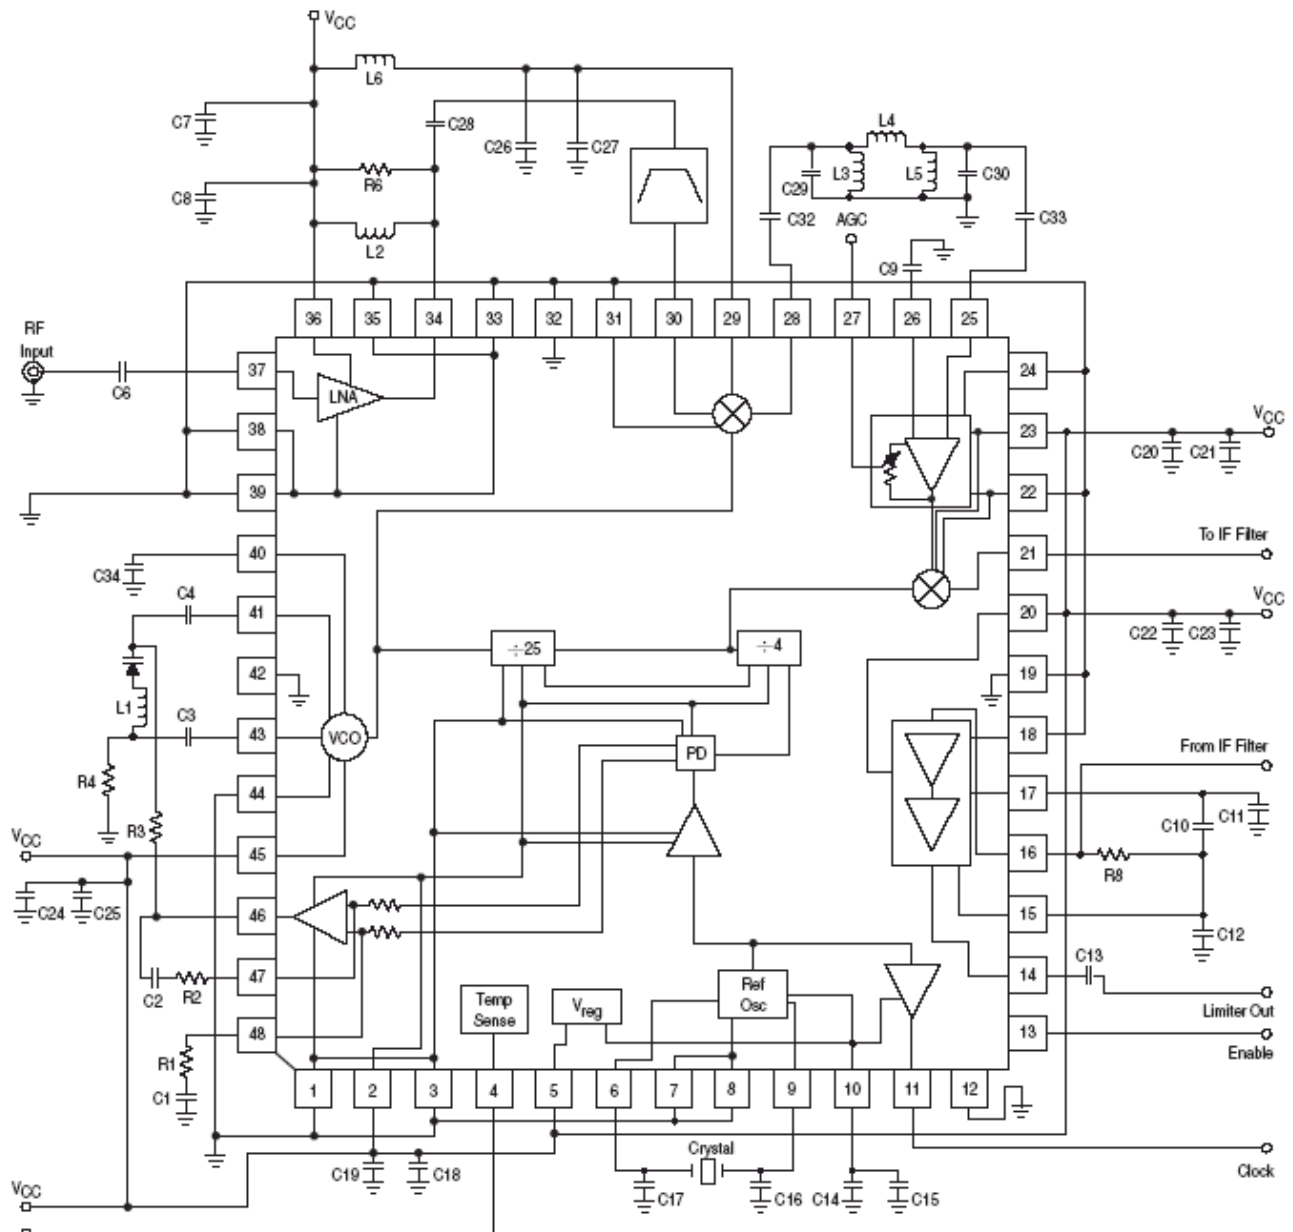 VCC
L6
C7
C28
C26
C27
L4
C29
L3
L5
C30
R6
C8
C32
AGC
C33
L2
C9
36
35
34
33
32
31
30
29
28
27
26
25
RF
Input
C6
37
LNA
24
38
23
VCC
C20
C21
39
22
40
21
To IF Filter
C34
C4
41
20
VCC
C22
C23
÷25
÷4
42
19
L1
C3
43
VCO
PD
18
From IF Filter
R4
44
17
C10
C11
R3
VCC
45
16
R8
C24
C25
46
15
C12
C2
R2
47
14
C13
Ref
Osc
Temp
Sense
Vreg
Limiter Out
48
13
Enable
R1
C1
1
2
3
4
5
6
7
8
9
10
11
12
Crystal
Clock
C19
C18
C17
C16
C14
C15
VCC